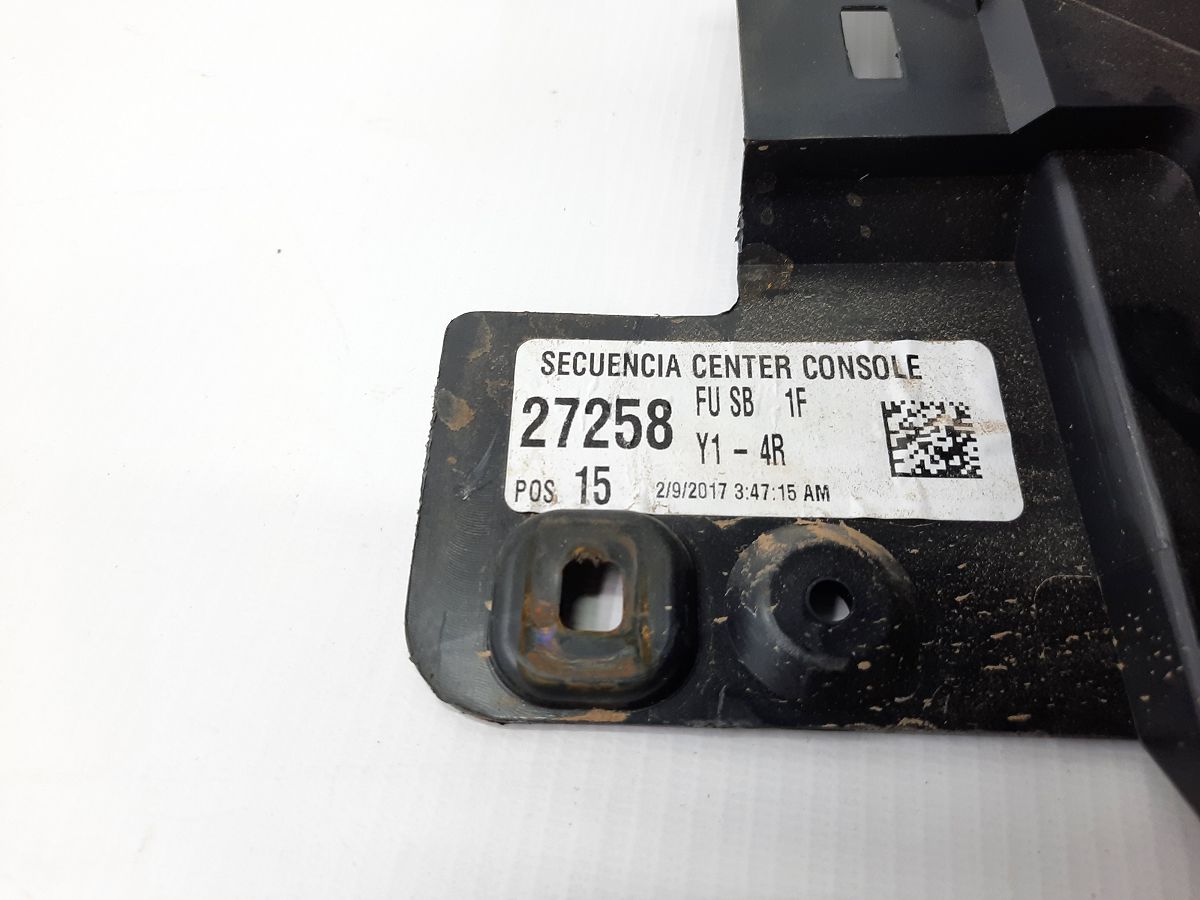 SECUENCIA CENTER CONSOLE
27258 FU SB 1F
Y1 - 4R
POS 15 2/9/2017 3:47:15 AM